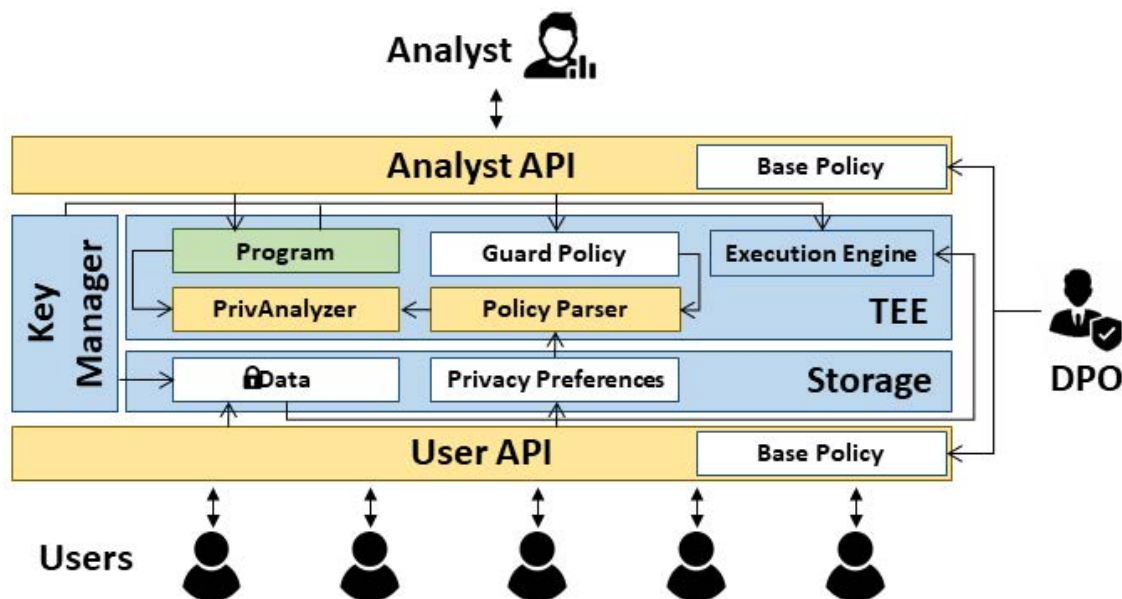 Analyst
Analyst API
Base Policy
Key
Manager
Program
Guard Policy
Execution Engine
PrivAnalyzer
Policy Parser
TEE
DPO
Data
Privacy Preferences
Storage
User API
Base Policy
Users